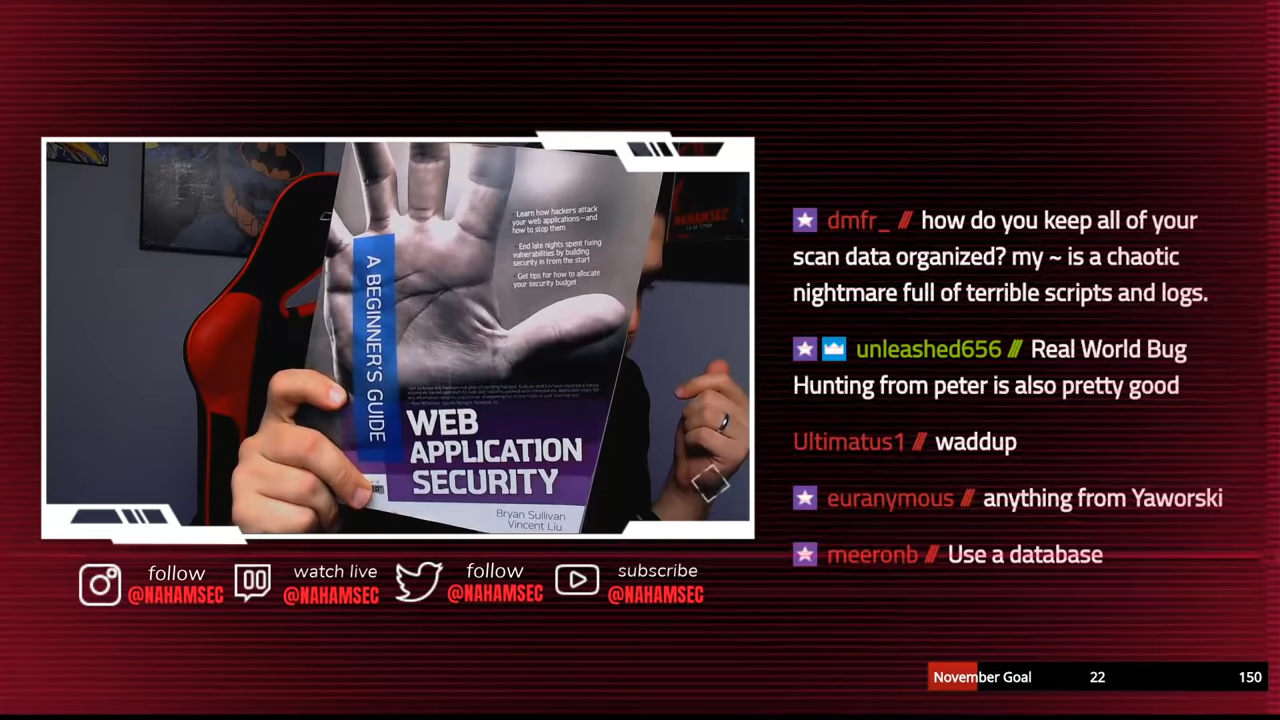 NAHAMSEC
· Learn how hackers attack
your web applications—and
how to stop them
· End late nights spent fixing
vulnerabilities by building
security in from the start
· Get tips for how to allocate
your security budget
A BEGINNER'S GUIDE
WEB
APPLICATION
SECURITY
Bryan Sullivan
Vincent Liu
dmfr_ // how do you keep all of your
scan data organized? my ~ is a chaotic
nightmare full of terrible scripts and logs.
unleashed656 // Real World Bug
Hunting from peter is also pretty good
Ultimatus1 // waddup
euranymous // anything from Yaworski
meeronb // Use a database
follow
@NAHAMSEC
watch live
@NAHAMSEC
follow
@NAHAMSEC
subscribe
@NAHAMSEC
November Goal 22 150